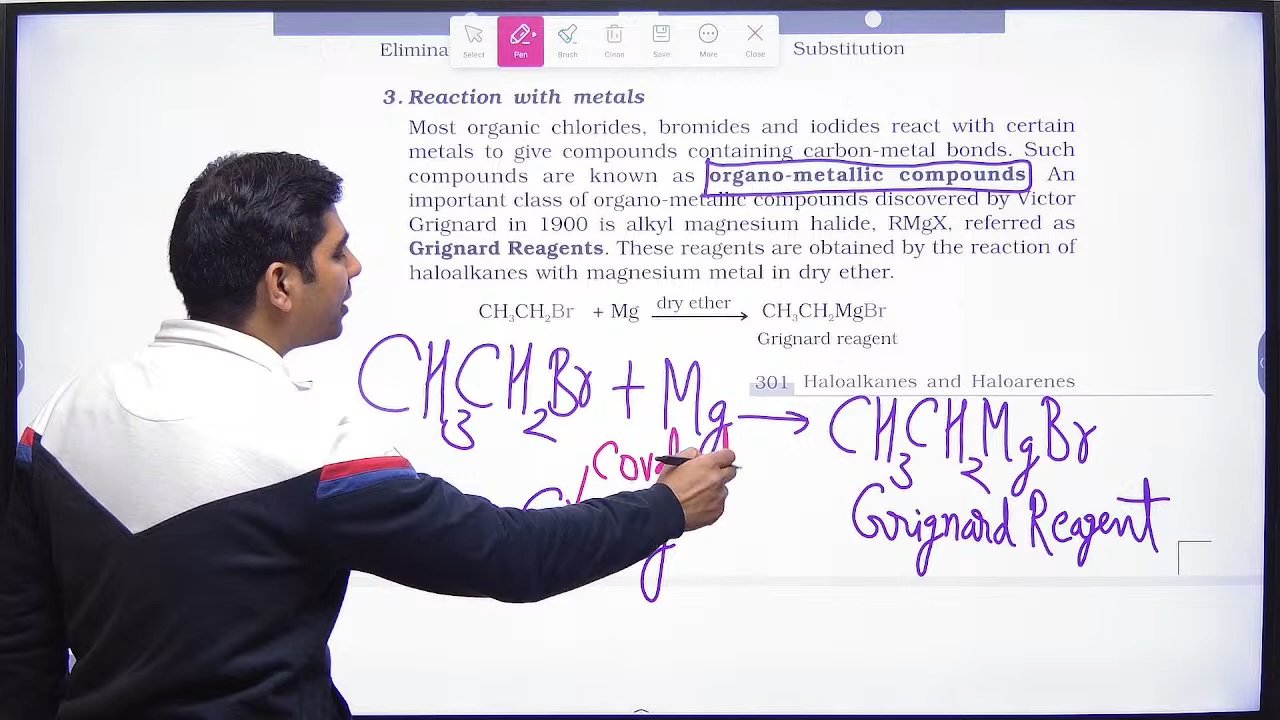 Elimina
Substitution
Select Pen Brush Clean Save More Close
3. Reaction with metals
Most organic chlorides, bromides and iodides react with certain
metals to give compounds containing carbon-metal bonds. Such
compounds are known as organo-metallic compounds. An
important class of organo-metallic compounds discovered by Victor
Grignard in 1900 is alkyl magnesium halide, RMgX, referred as
Grignard Reagents. These reagents are obtained by the reaction of
haloalkanes with magnesium metal in dry ether.
CH₃CH₂Br + Mg dry ether → CH₃CH₂MgBr
Grignard reagent
301 Haloalkanes and Haloarenes
CH₃CH₂Br + Mg → CH₃CH₂MgBr
Grignard Reagent